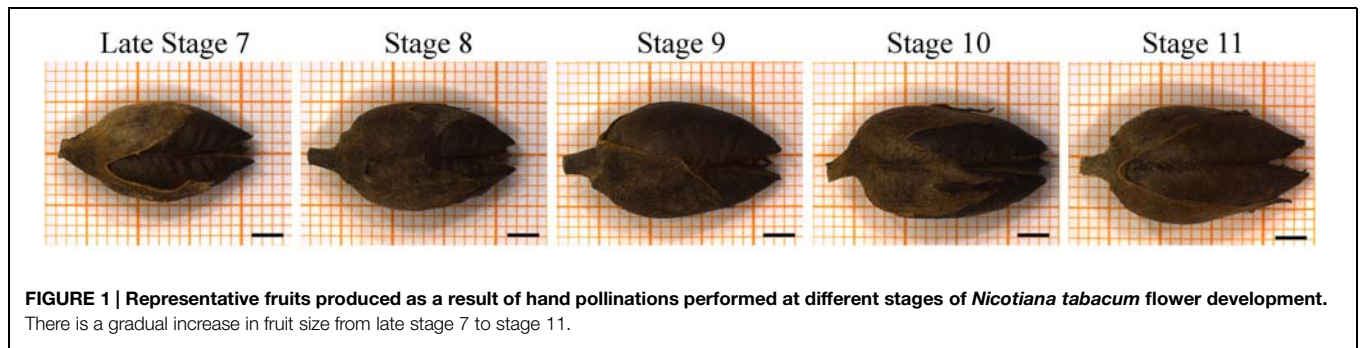 Late Stage 7 Stage 8 Stage 9 Stage 10 Stage 11
FIGURE 1 | Representative fruits produced as a result of hand pollinations performed at different stages of Nicotiana tabacum flower development.
There is a gradual increase in fruit size from late stage 7 to stage 11.